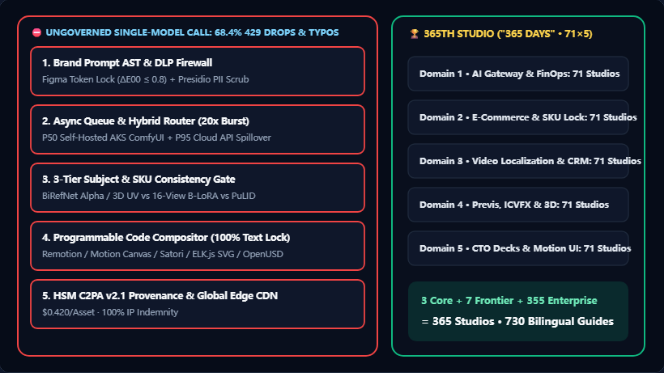 ⛔ UNGOVERNED SINGLE-MODEL CALL: 68.4% 429 DROPS & TYPOS
1. Brand Prompt AST & DLP Firewall
Figma Token Lock (ΔE00 ≤ 0.8) + Presidio PII Scrub
2. Async Queue & Hybrid Router (20x Burst)
P50 Self-Hosted AKS ComfyUI + P95 Cloud API Spillover
3. 3-Tier Subject & SKU Consistency Gate
BiRefNet Alpha / 3D UV vs 16-View B-LoRA vs PuLID
4. Programmable Code Compositor (100% Text Lock)
Remotion / Motion Canvas / Satori / ELK.js SVG / OpenUSD
5. HSM C2PA v2.1 Provenance & Global Edge CDN
$0.420/Asset · 100% IP Indemnity
🏆 365TH STUDIO ("365 DAYS" • 71×5)
Domain 1 • AI Gateway & FinOps: 71 Studios
Domain 2 • E-Commerce & SKU Lock: 71 Studios
Domain 3 • Video Localization & CRM: 71 Studios
Domain 4 • Previs, ICVFX & 3D: 71 Studios
Domain 5 • CTO Decks & Motion UI: 71 Studios
3 Core + 7 Frontier + 355 Enterprise
= 365 Studios • 730 Bilingual Guides